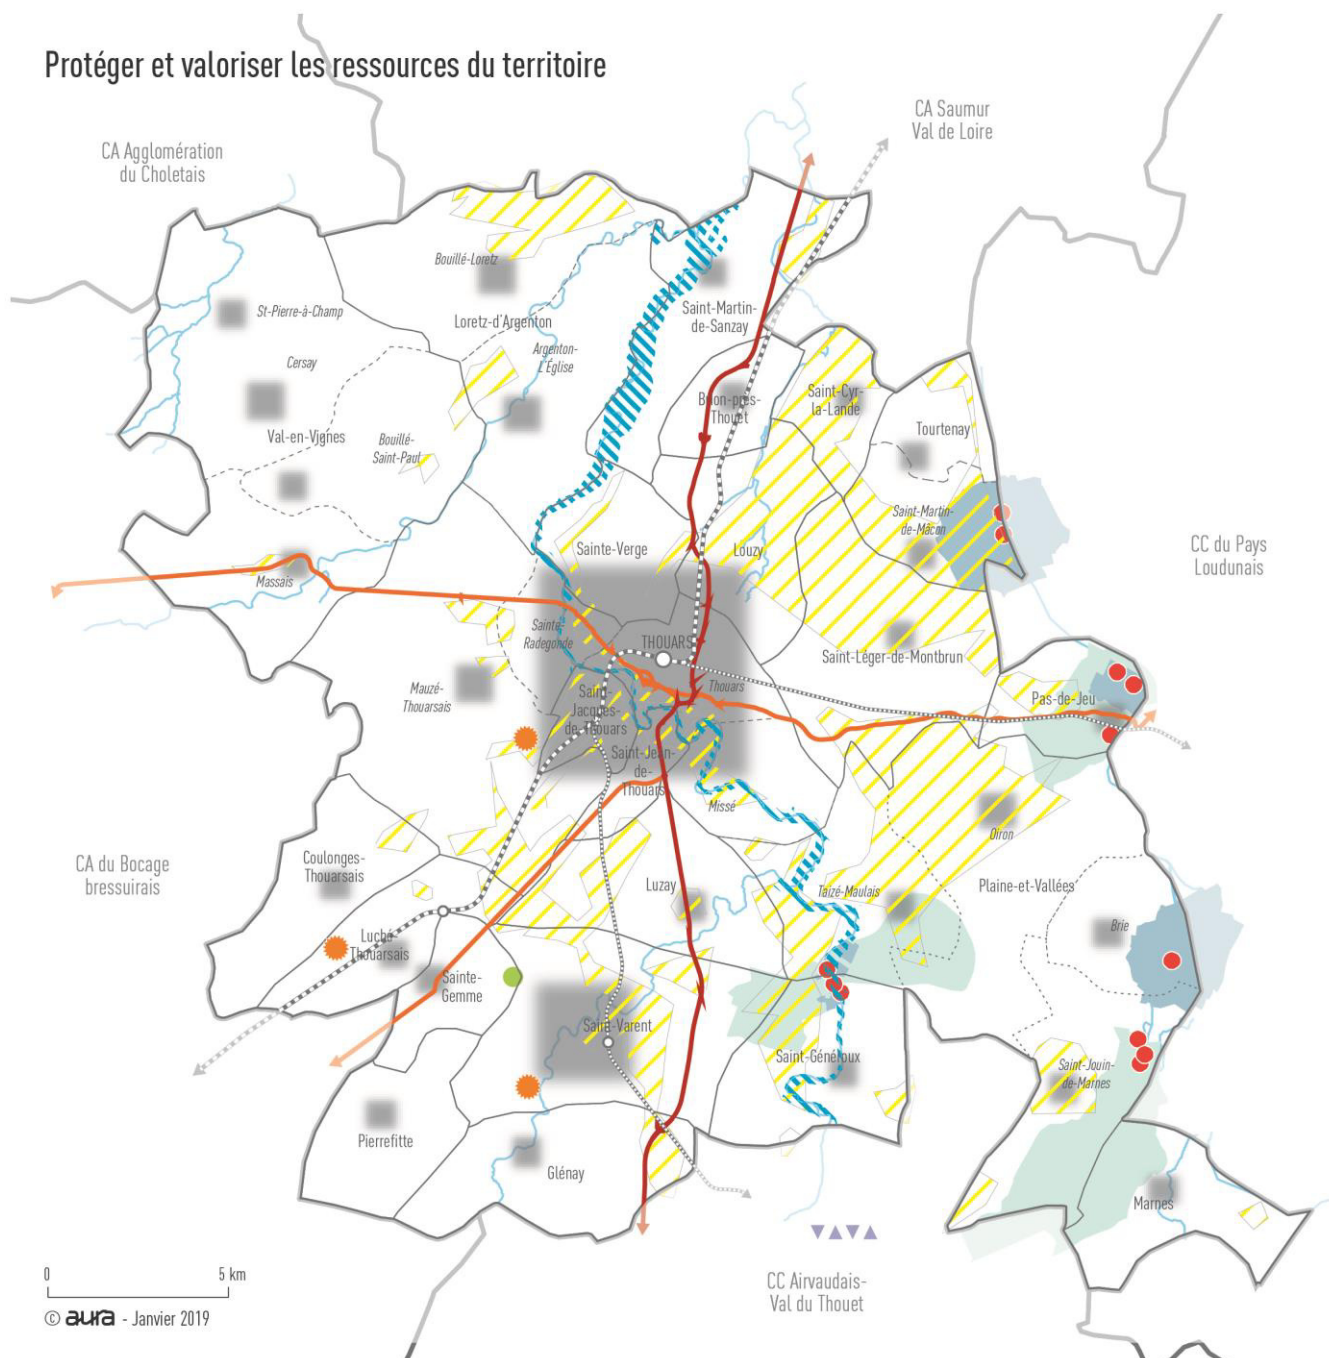 Protéger et valoriser les ressources du territoire
CA Saumur
Val de Loire
CA Agglomération
du Choletais
Bouillé-Loretz
St-Pierre-à-Champ
Saint-Martin-
de-Sanzay
Loretz-d'Argenton
Argenton-
L'Église
Cersay
Brion-près-
Thouet
Saint-Cyr-
la-Lande
Tourtenay
Val-en-Vignes
Bouillé-
Saint-Paul
Saint-Martin-
de-Mâcon
Sainte-Verge
Louzy
CC du Pays
Loudunais
Massais
Sainte-
Radegonde
THOUARS
Saint-Léger-de-Montbrun
Mauzé-
Thouarsais
Thouars
Pas-de-Jeu
Saint-
Jacques-
de-Thouars
Saint-Jean-
de-
Thouars
Missé
Oiron
CA du Bocage
bressuirais
Coulonges-
Thouarsais
Luzay
Taizé-Maulais
Plaine-et-Vallées
Brie
Luché-
Thouarsais
Sainte-
Gemme
Saint-Varent
Saint-Généroux
Saint-Jouin-
de-Marnes
Pierrefitte
Glénay
Marnes
0 5 km
CC Airvaudais-
Val du Thouet
© aura - Janvier 2019